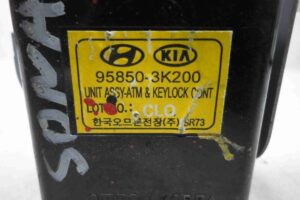 HYUNDAI KIA
95850-3K200
UNIT ASSY-ATM & KEYLOCK CONT
LOT NO.: CLO
한국오므론전장(주) SR73
SONA